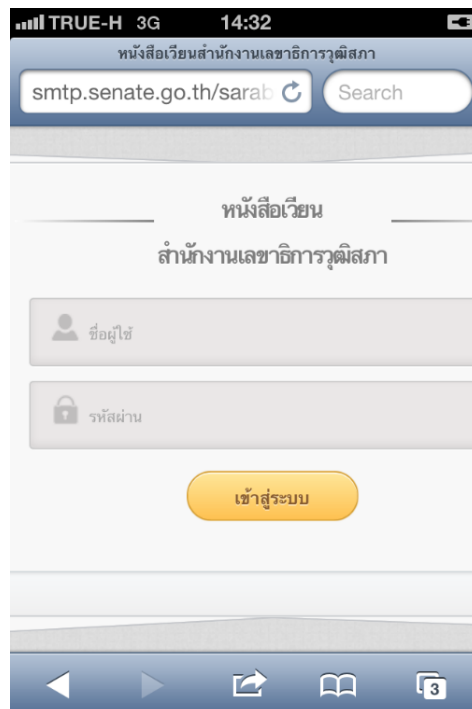 TRUE-H 3G 14:32
หนังสือเวียนสำนักงานเลขาธิการวุฒิสภา
smtp.senate.go.th/sarab Search
หนังสือเวียน
สำนักงานเลขาธิการวุฒิสภา
ชื่อผู้ใช้
รหัสผ่าน
เข้าสู่ระบบ
3